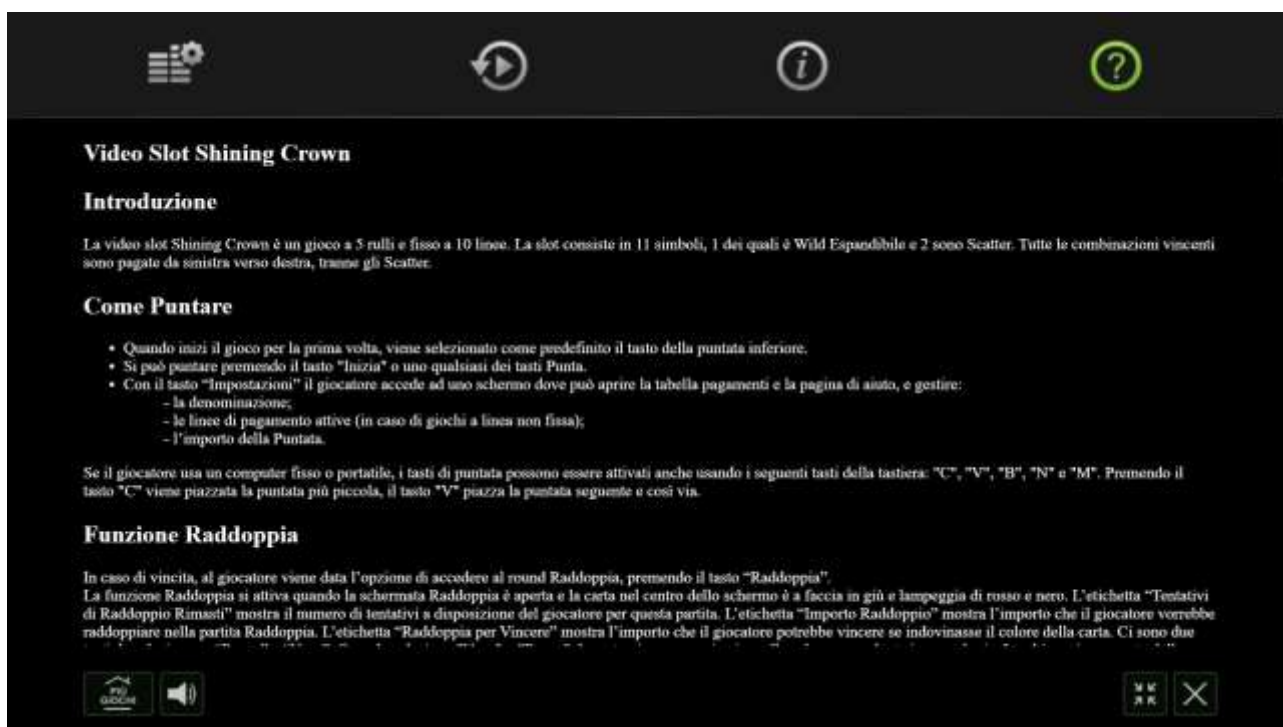 Video Slot Shining Crown
Introduzione
La video slot Shining Crown è un gioco a 5 rulli e fisso a 10 linee. La slot consiste in 11 simboli, 1 dei quali è Wild Espandibile e 2 sono Scatter. Tutte le combinazioni vincenti
sono pagate da sinistra verso destra, tranne gli Scatter.
Come Puntare
• Quando inizi il gioco per la prima volta, viene selezionato come predefinito il tasto della puntata inferiore.
• Si può puntare premendo il tasto "Inizia" o uno qualsiasi dei tasti Punta.
• Con il tasto “Impostazioni” il giocatore accede ad uno schermo dove può aprire la tabella pagamenti e la pagina di aiuto, e gestire:
– la denominazione;
– le linee di pagamento attive (in caso di giochi a linea non fissa);
– l’importo della Puntata.
Se il giocatore usa un computer fisso o portatile, i tasti di puntata possono essere attivati anche usando i seguenti tasti della tastiera: "C", "V", "B", "N" e "M". Premendo il
tasto "C" viene piazzata la puntata più piccola, il tasto "V" piazza la puntata seguente e così via.
Funzione Raddoppia
In caso di vincita, al giocatore viene data l’opzione di accedere al round Raddoppia, premendo il tasto “Raddoppia”.
La funzione Raddoppia si attiva quando la schermata Raddoppia è aperta e la carta nel centro dello schermo è a faccia in giù e lampeggia di rosso e nero. L’etichetta “Tentativi
di Raddoppio Rimasti” mostra il numero di tentativi a disposizione del giocatore per questa partita. L’etichetta “Importo Raddoppio” mostra l’importo che il giocatore vorrebbe
raddoppiare nella partita Raddoppia. L’etichetta “Raddoppia per Vincere” mostra l’importo che il giocatore potrebbe vincere se indovinasse il colore della carta. Ci sono due
PIÙ
GIOCHI